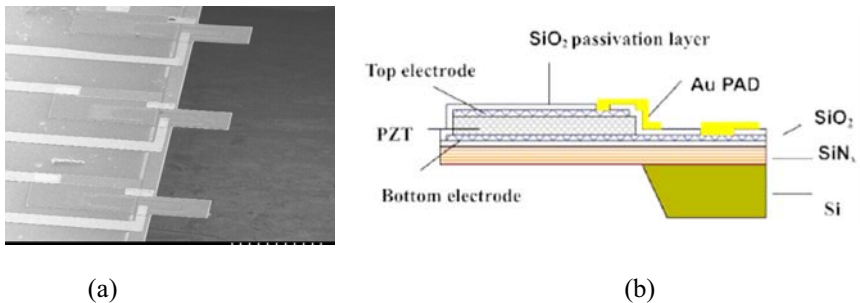 SiO₂ passivation layer
Top electrode
Au PAD
PZT
SiO₂
SiNₓ
Bottom electrode
Si
(a)
(b)